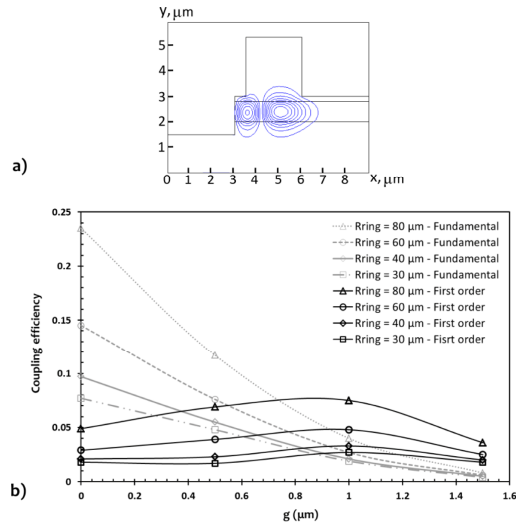 y, μm
5
4
3
2
1
0 1 2 3 4 5 6 7 8 x, μm
a)
0.25
0.2
0.15
0.1
0.05
0
Coupling efficiency
Rring = 80 μm - Fundamental
Rring = 60 μm - Fundamental
Rring = 40 μm - Fundamental
Rring = 30 μm - Fundamental
Rring = 80 μm - First order
Rring = 60 μm - First order
Rring = 40 μm - First order
Rring = 30 μm - Fisrt order
0 0.2 0.4 0.6 0.8 1 1.2 1.4 1.6
b)
g (μm)